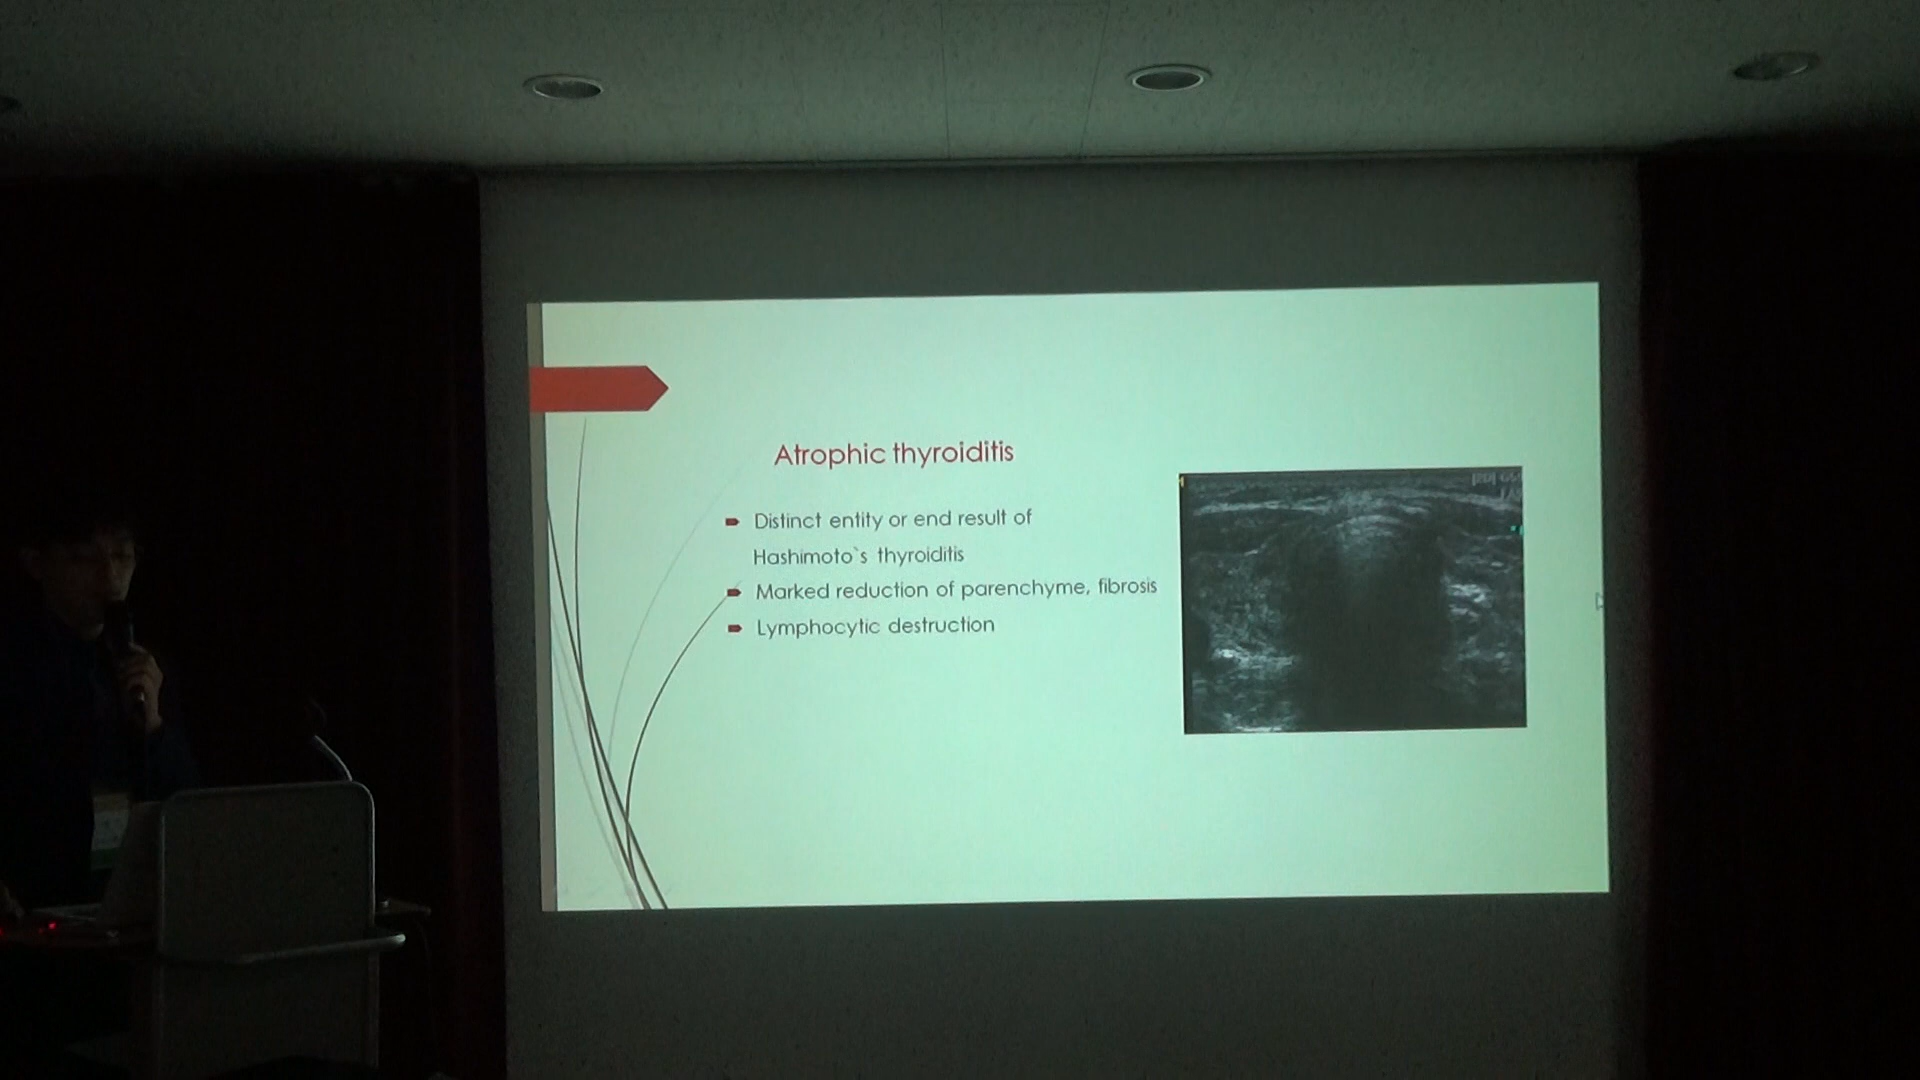 Atrophic thyroiditis
Distinct entity or end result of
Hashimoto`s thyroiditis
Marked reduction of parenchyme, fibrosis
Lymphocytic destruction